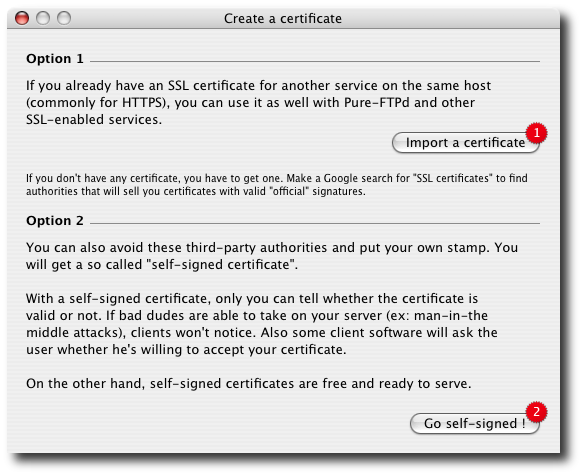 Create a certificate
Option 1
If you already have an SSL certificate for another service on the same host
(commonly for HTTPS), you can use it as well with Pure-FTPd and other
SSL-enabled services.
1
Import a certificate
If you don't have any certificate, you have to get one. Make a Google search for "SSL certificates" to find
authorities that will sell you certificates with valid "official" signatures.
Option 2
You can also avoid these third-party authorities and put your own stamp. You
will get a so called "self-signed certificate".
With a self-signed certificate, only you can tell whether the certificate is
valid or not. If bad dudes are able to take on your server (ex: man-in-the
middle attacks), clients won't notice. Also some client software will ask the
user whether he's willing to accept your certificate.
On the other hand, self-signed certificates are free and ready to serve.
2
Go self-signed !